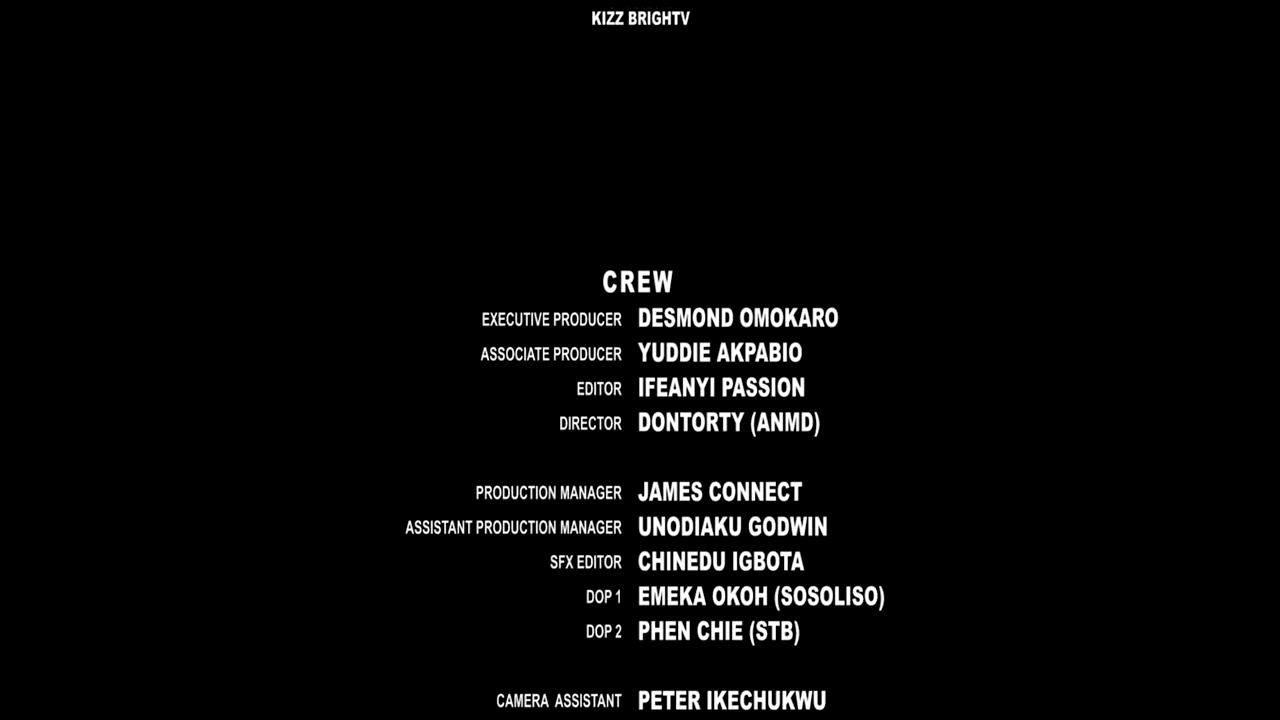 KIZZ BRIGHTV
CREW
EXECUTIVE PRODUCER DESMOND OMOKARO
ASSOCIATE PRODUCER YUDDIE AKPABIO
EDITOR IFEANYI PASSION
DIRECTOR DONTORTY (ANMD)
PRODUCTION MANAGER JAMES CONNECT
ASSISTANT PRODUCTION MANAGER UNODIAKU GODWIN
SFX EDITOR CHINEDU IGBOTA
DOP 1 EMEKA OKOH (SOSOLISO)
DOP 2 PHEN CHIE (STB)
CAMERA ASSISTANT PETER IKECHUKWU